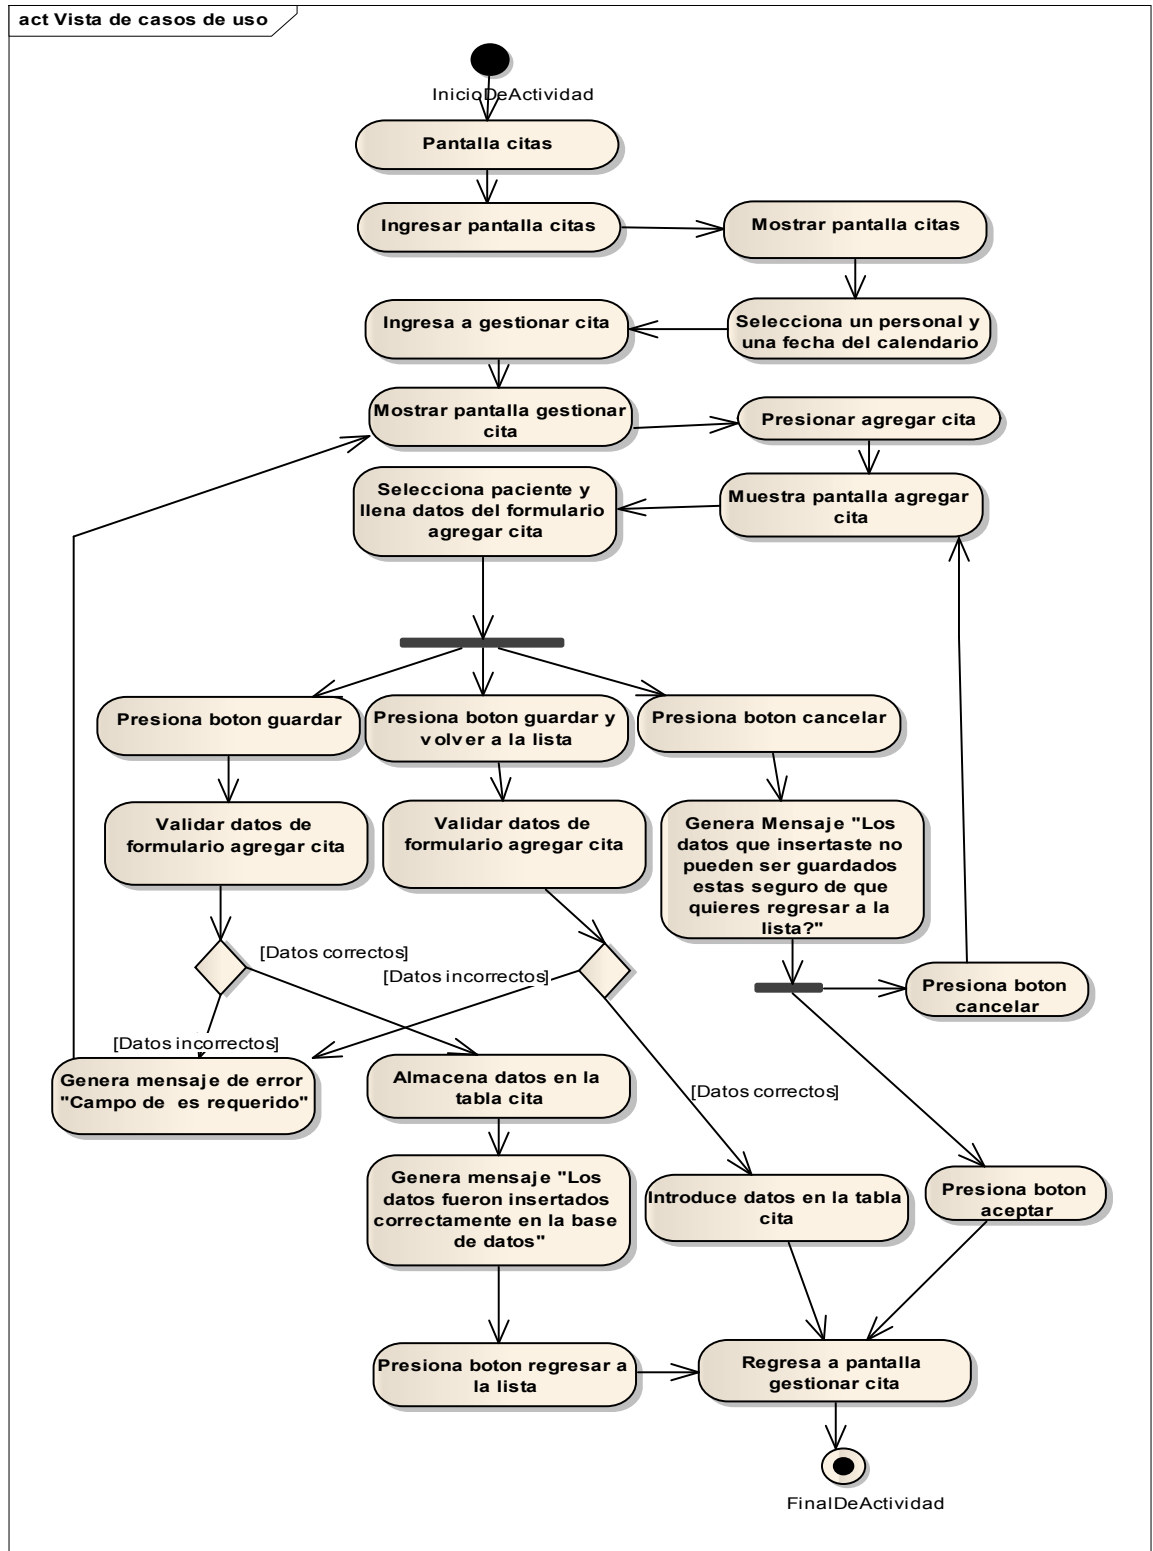 act Vista de casos de uso
InicioDeActividad
Pantalla citas
Ingresar pantalla citas
Mostrar pantalla citas
Selecciona un personal y
una fecha del calendario
Ingresa a gestionar cita
Mostrar pantalla gestionar
cita
Presionar agregar cita
Muestra pantalla agregar
cita
Selecciona paciente y
llena datos del formulario
agregar cita
Presiona boton guardar
Presiona boton guardar y
volver a la lista
Presiona boton cancelar
Validar datos de
formulario agregar cita
Validar datos de
formulario agregar cita
Genera Mensaje "Los
datos que insertaste no
pueden ser guardados
estas seguro de que
quieres regresar a la
lista?"
[Datos correctos]
[Datos incorrectos]
Presiona boton
cancelar
[Datos incorrectos]
Genera mensaje de error
"Campo de es requerido"
Almacena datos en la
tabla cita
[Datos correctos]
Genera mensaje "Los
datos fueron insertados
correctamente en la base
de datos"
Introduce datos en la tabla
cita
Presiona boton
aceptar
Presiona boton regresar a
la lista
Regresa a pantalla
gestionar cita
FinalDeActividad